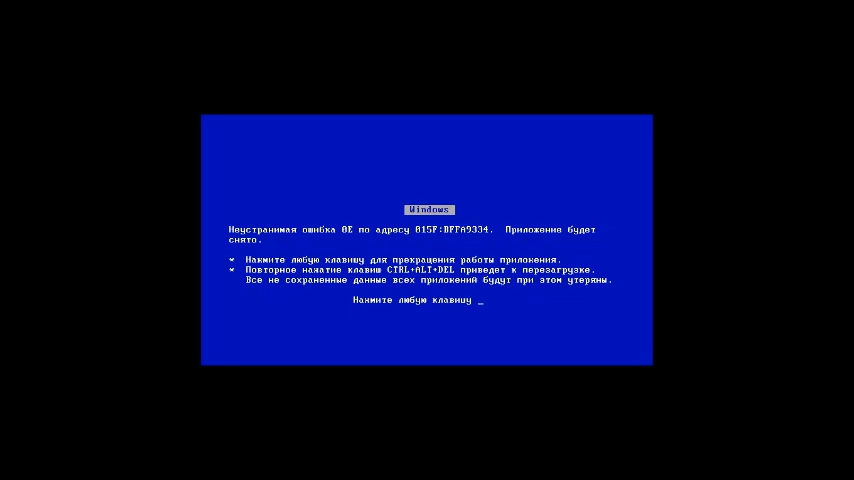 Windows
Неустранимая ошибка 0E по адресу 015F:BFFA9334. Приложение будет
снято.
* Нажмите любую клавишу для прекращения работы приложения.
* Повторное нажатие клавиш CTRL+ALT+DEL приведет к перезагрузке.
Все не сохраненные данные всех приложений будут при этом утеряны.
Нажмите любую клавишу _